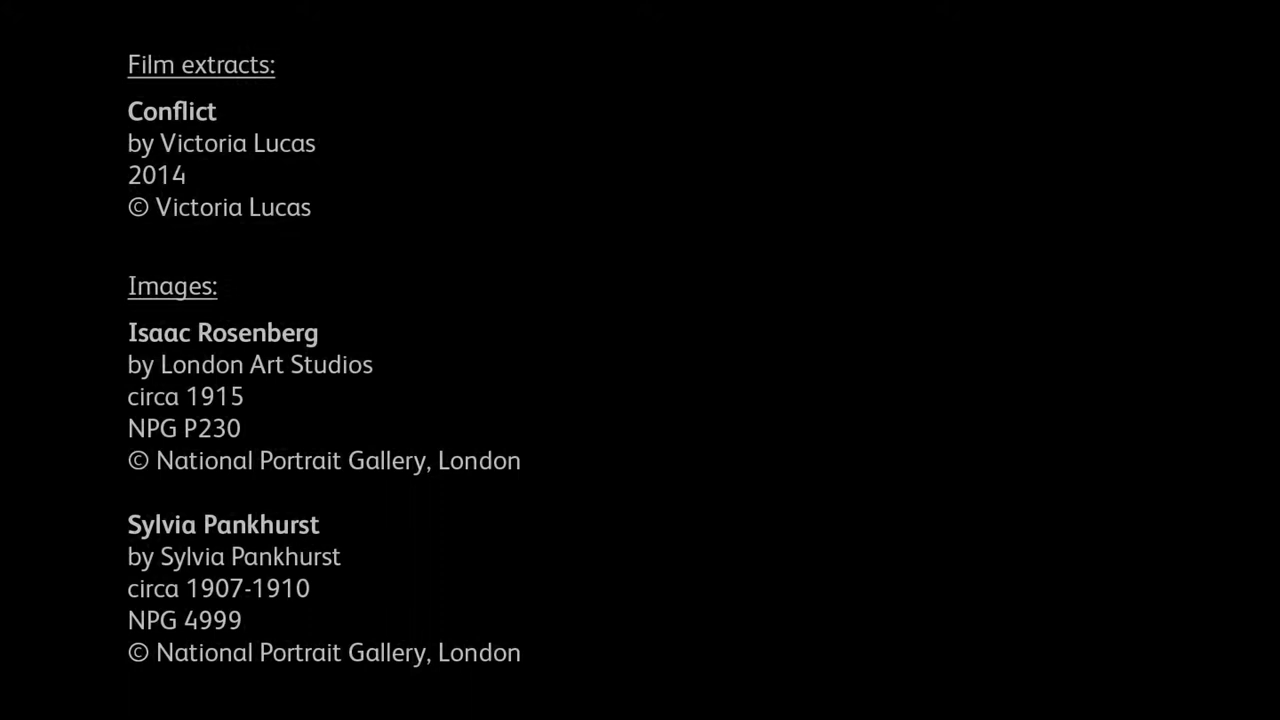 Film extracts:
Conflict
by Victoria Lucas
2014
© Victoria Lucas
Images:
Isaac Rosenberg
by London Art Studios
circa 1915
NPG P230
© National Portrait Gallery, London
Sylvia Pankhurst
by Sylvia Pankhurst
circa 1907-1910
NPG 4999
© National Portrait Gallery, London